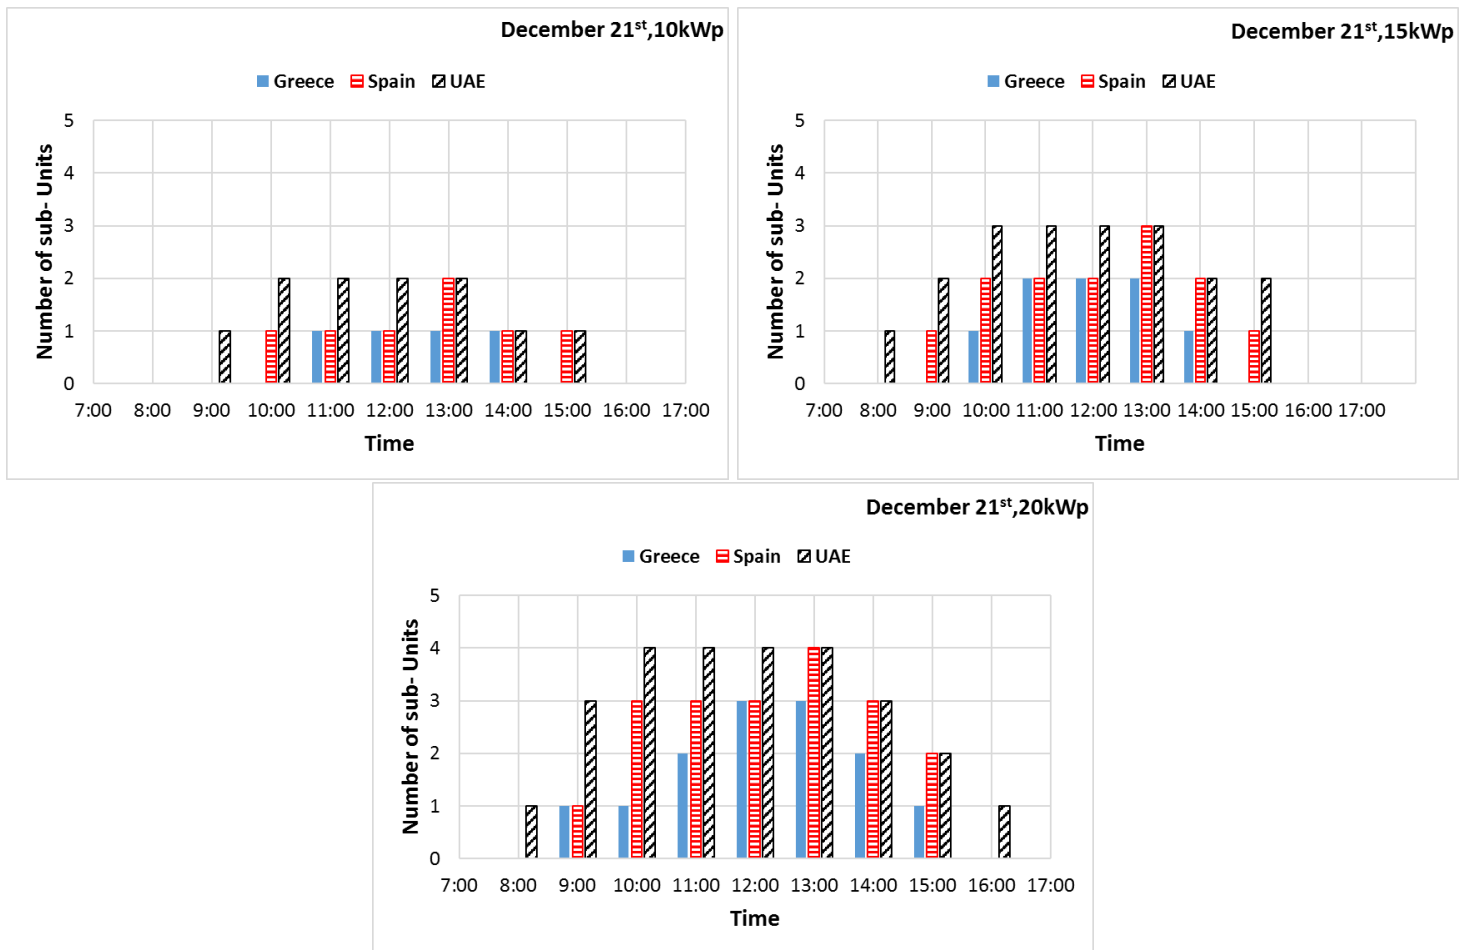 December 21st,10kWp
Greece Spain UAE
5
4
3
2
1
0
Number of sub- Units
7:00 8:00 9:00 10:00 11:00 12:00 13:00 14:00 15:00 16:00 17:00
Time
December 21st,15kWp
Greece Spain UAE
5
4
3
2
1
0
Number of sub- Units
7:00 8:00 9:00 10:00 11:00 12:00 13:00 14:00 15:00 16:00 17:00
Time
December 21st,20kWp
Greece Spain UAE
5
4
3
2
1
0
Number of sub- Units
7:00 8:00 9:00 10:00 11:00 12:00 13:00 14:00 15:00 16:00 17:00
Time